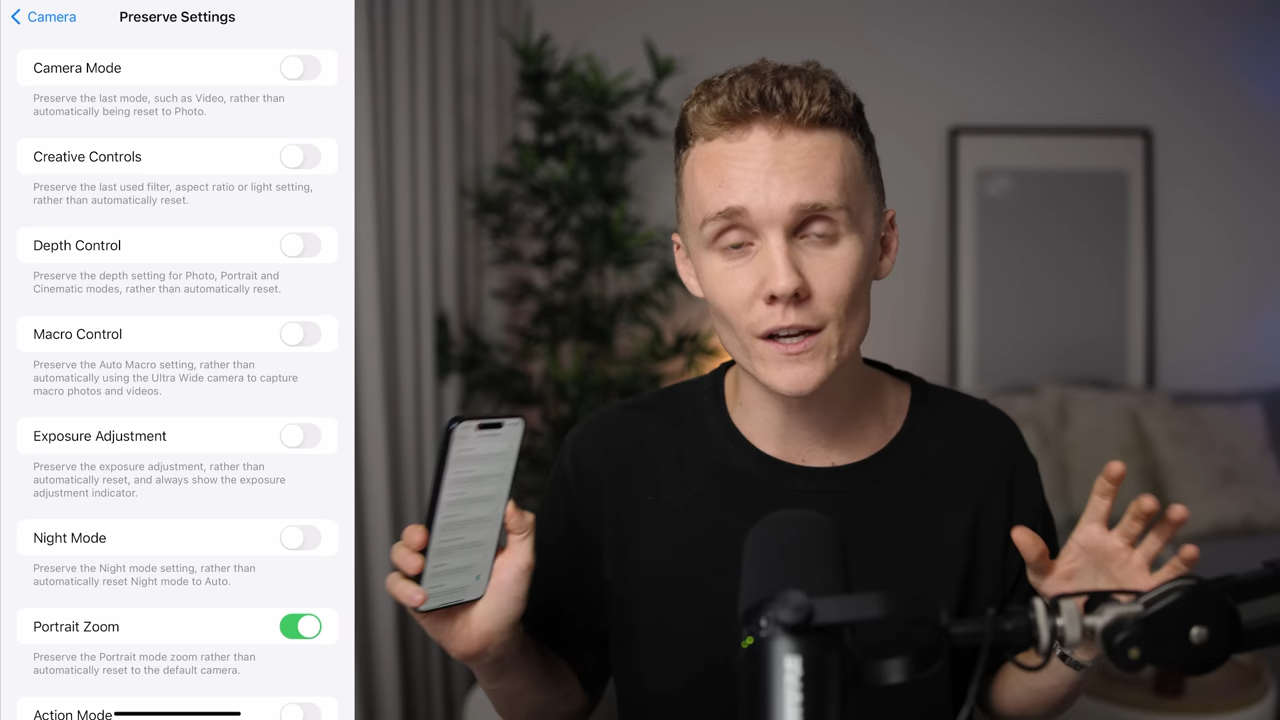 Camera
Preserve Settings
Camera Mode
Preserve the last mode, such as Video, rather than
automatically being reset to Photo.
Creative Controls
Preserve the last used filter, aspect ratio or light setting,
rather than automatically reset.
Depth Control
Preserve the depth setting for Photo, Portrait and
Cinematic modes, rather than automatically reset.
Macro Control
Preserve the Auto Macro setting, rather than
automatically using the Ultra Wide camera to capture
macro photos and videos.
Exposure Adjustment
Preserve the exposure adjustment, rather than
automatically reset, and always show the exposure
adjustment indicator.
Night Mode
Preserve the Night mode setting, rather than
automatically reset Night mode to Auto.
Portrait Zoom
Preserve the Portrait mode zoom rather than
automatically reset to the default camera.
Action Mode